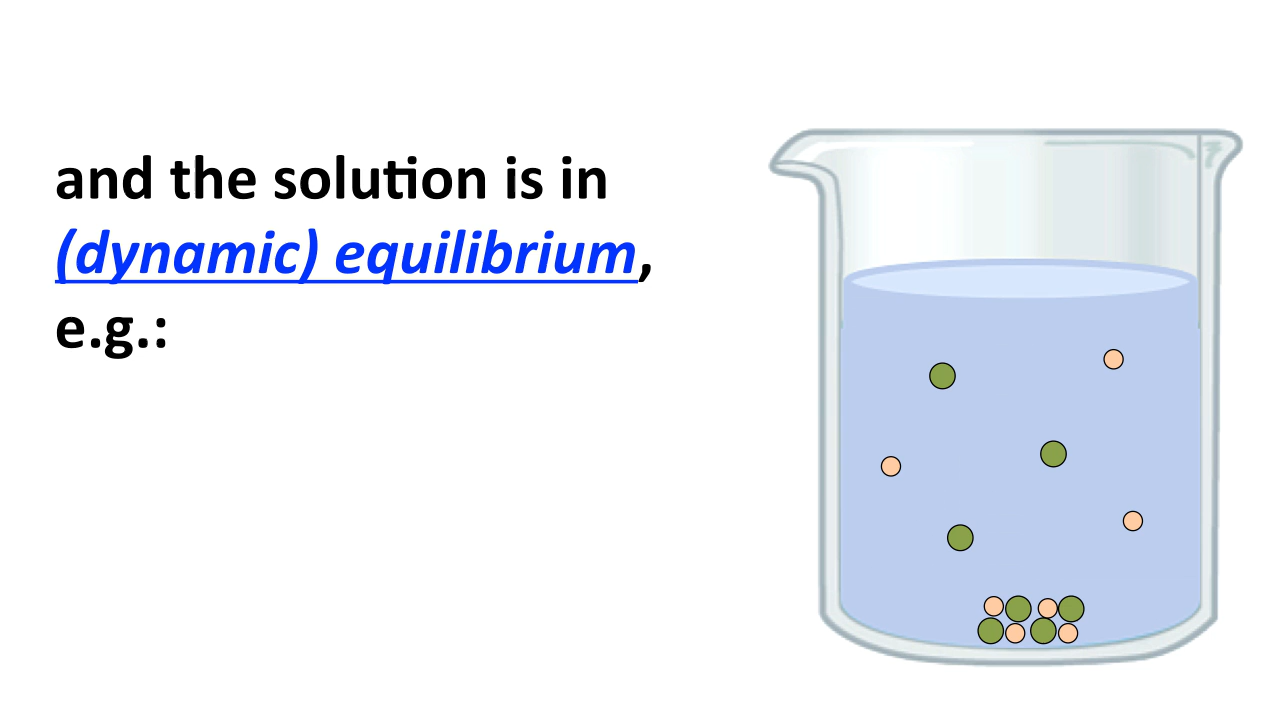 and the solution is in
(dynamic) equilibrium,
e.g.: